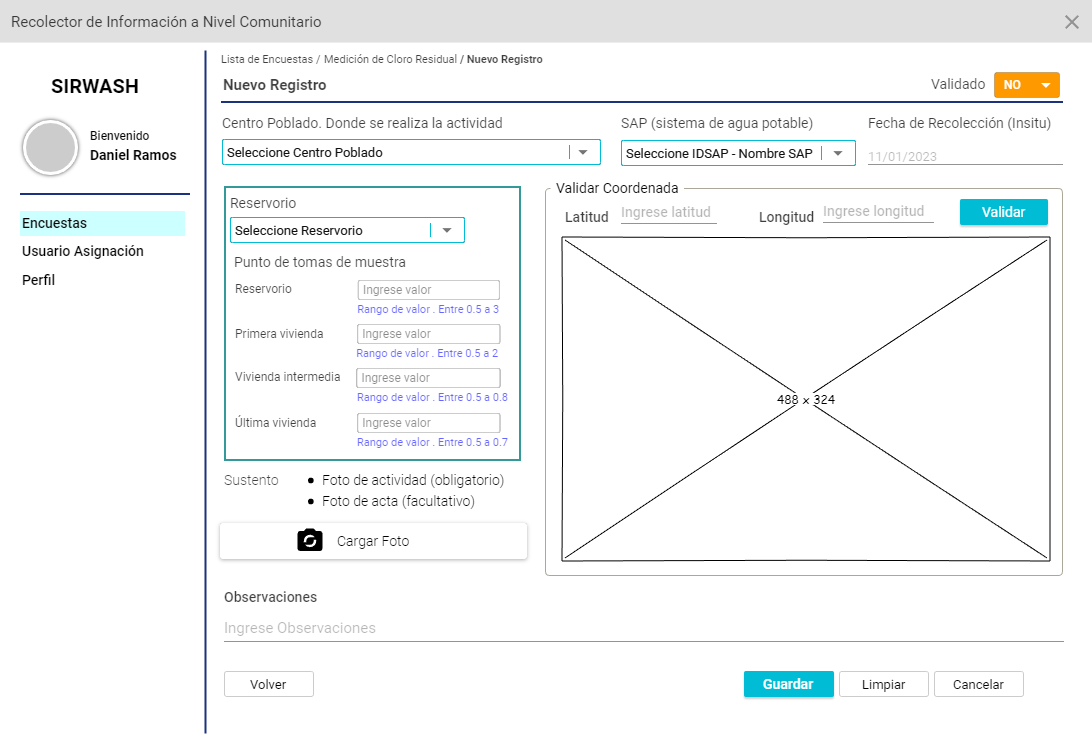 Recolector de Información a Nivel Comunitario
SIRWASH
Bienvenido
Daniel Ramos
Encuestas
Usuario Asignación
Perfil
Lista de Encuestas / Medición de Cloro Residual / Nuevo Registro
Nuevo Registro
Validado NO
Centro Poblado. Donde se realiza la actividad
Seleccione Centro Poblado
SAP (sistema de agua potable)
Seleccione IDSAP - Nombre SAP
Fecha de Recolección (Insitu)
11/01/2023
Reservorio
Seleccione Reservorio
Punto de tomas de muestra
Reservorio Ingrese valor
Rango de valor . Entre 0.5 a 3
Primera vivienda Ingrese valor
Rango de valor . Entre 0.5 a 2
Vivienda intermedia Ingrese valor
Rango de valor . Entre 0.5 a 0.8
Última vivienda Ingrese valor
Rango de valor . Entre 0.5 a 0.7
Validar Coordenada
Latitud Ingrese latitud Longitud Ingrese longitud Validar
488 x 324
Sustento
Foto de actividad (obligatorio)
Foto de acta (facultativo)
Cargar Foto
Observaciones
Ingrese Observaciones
Volver Guardar Limpiar Cancelar